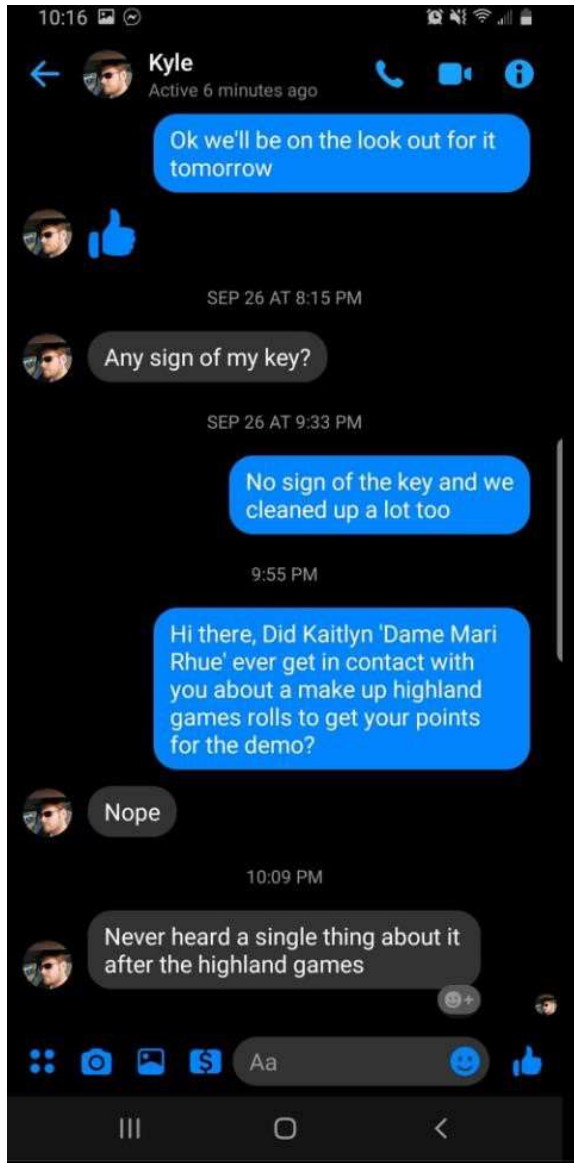 10:16
Kyle
Active 6 minutes ago
Ok we'll be on the look out for it
tomorrow
SEP 26 AT 8:15 PM
Any sign of my key?
SEP 26 AT 9:33 PM
No sign of the key and we
cleaned up a lot too
9:55 PM
Hi there, Did Kaitlyn 'Dame Mari
Rhue' ever get in contact with
you about a make up highland
games rolls to get your points
for the demo?
Nope
10:09 PM
Never heard a single thing about it
after the highland games
Aa